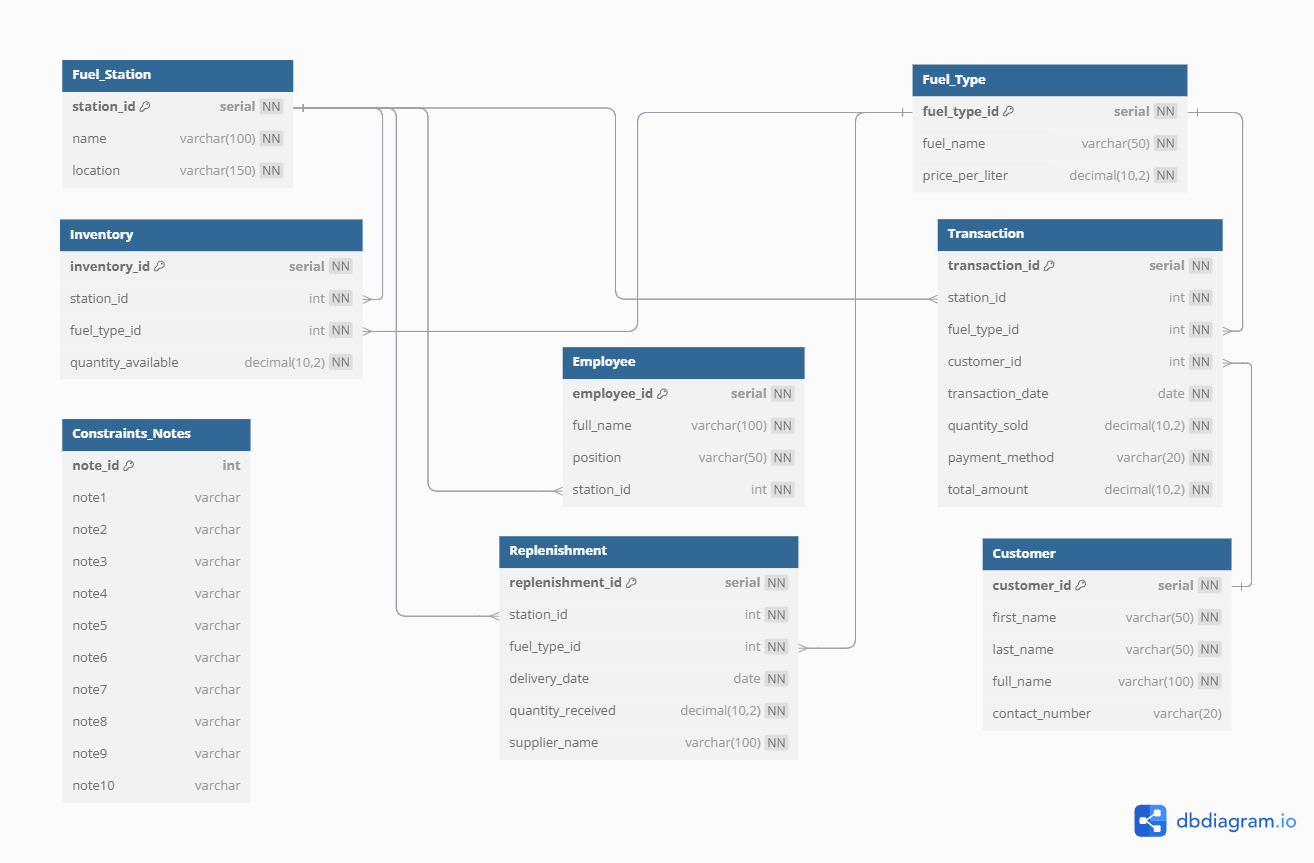 Fuel_Station
station_id serial NN
name varchar(100) NN
location varchar(150) NN
Inventory
inventory_id serial NN
station_id int NN
fuel_type_id int NN
quantity_available decimal(10,2) NN
Constraints_Notes
note_id int
note1 varchar
note2 varchar
note3 varchar
note4 varchar
note5 varchar
note6 varchar
note7 varchar
note8 varchar
note9 varchar
note10 varchar
Employee
employee_id serial NN
full_name varchar(100) NN
position varchar(50) NN
station_id int NN
Replenishment
replenishment_id serial NN
station_id int NN
fuel_type_id int NN
delivery_date date NN
quantity_received decimal(10,2) NN
supplier_name varchar(100) NN
Fuel_Type
fuel_type_id serial NN
fuel_name varchar(50) NN
price_per_liter decimal(10,2) NN
Transaction
transaction_id serial NN
station_id int NN
fuel_type_id int NN
customer_id int NN
transaction_date date NN
quantity_sold decimal(10,2) NN
payment_method varchar(20) NN
total_amount decimal(10,2) NN
Customer
customer_id serial NN
first_name varchar(50) NN
last_name varchar(50) NN
full_name varchar(100) NN
contact_number varchar(20)
dbdiagram.io